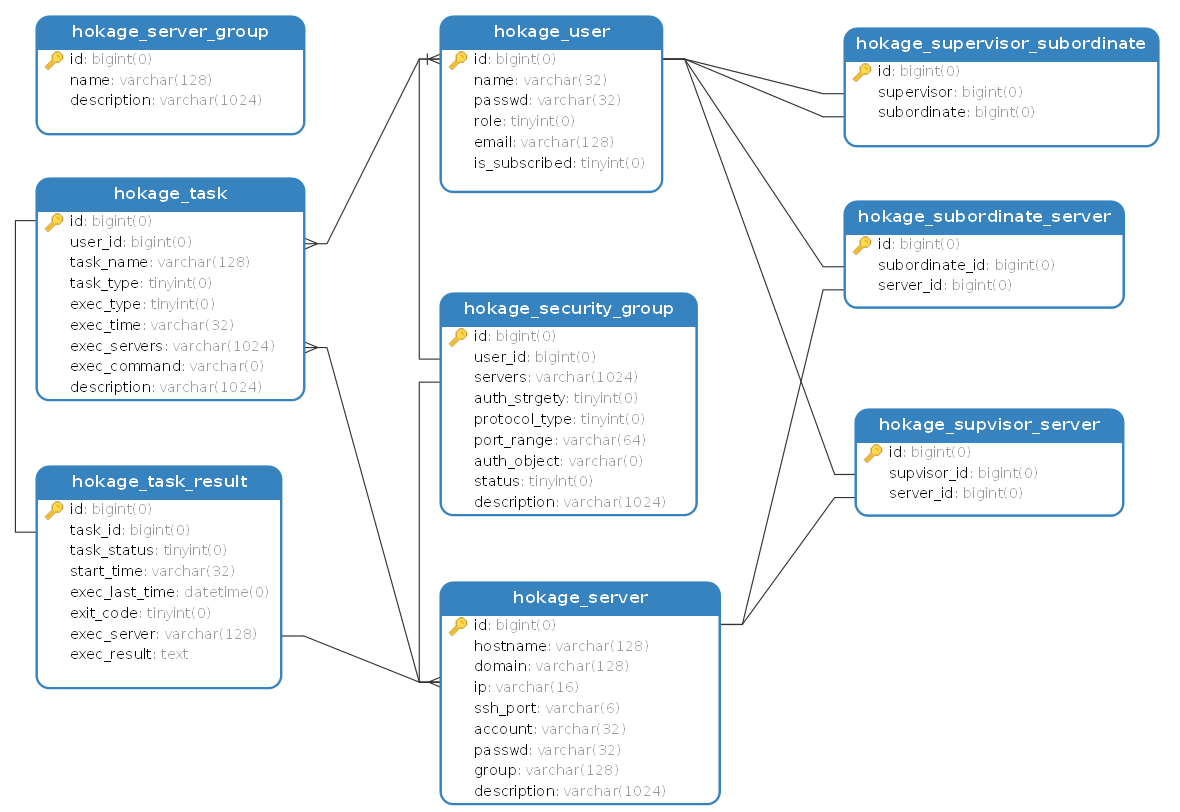 hokage_server_group
id: bigint(0)
name: varchar(128)
description: varchar(1024)
hokage_task
id: bigint(0)
user_id: bigint(0)
task_name: varchar(128)
task_type: tinyint(0)
exec_type: tinyint(0)
exec_time: varchar(32)
exec_servers: varchar(1024)
exec_command: varchar(0)
description: varchar(1024)
hokage_task_result
id: bigint(0)
task_id: bigint(0)
task_status: tinyint(0)
start_time: varchar(32)
exec_last_time: datetime(0)
exit_code: tinyint(0)
exec_server: varchar(128)
exec_result: text
hokage_user
id: bigint(0)
name: varchar(32)
passwd: varchar(32)
role: tinyint(0)
email: varchar(128)
is_subscribed: tinyint(0)
hokage_security_group
id: bigint(0)
user_id: bigint(0)
servers: varchar(1024)
auth_strgety: tinyint(0)
protocol_type: tinyint(0)
port_range: varchar(64)
auth_object: varchar(0)
status: tinyint(0)
description: varchar(1024)
hokage_server
id: bigint(0)
hostname: varchar(128)
domain: varchar(128)
ip: varchar(16)
ssh_port: varchar(6)
account: varchar(32)
passwd: varchar(32)
group: varchar(128)
description: varchar(1024)
hokage_supervisor_subordinate
id: bigint(0)
supervisor: bigint(0)
subordinate: bigint(0)
hokage_subordinate_server
id: bigint(0)
subordinate_id: bigint(0)
server_id: bigint(0)
hokage_supvisor_server
id: bigint(0)
supvisor_id: bigint(0)
server_id: bigint(0)